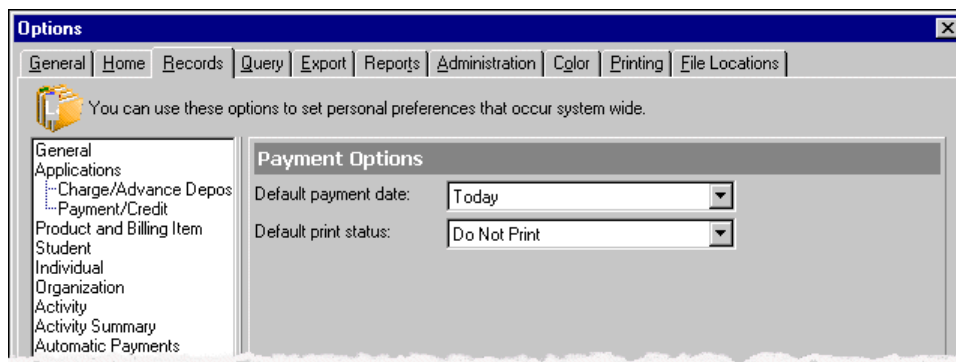 Options
General Home Records Query Export Reports Administration Color Printing File Locations
You can use these options to set personal preferences that occur system wide.
General
Applications
Charge/Advance Depos
Payment/Credit
Product and Billing Item
Student
Individual
Organization
Activity
Activity Summary
Automatic Payments
Payment Options
Default payment date: Today
Default print status: Do Not Print